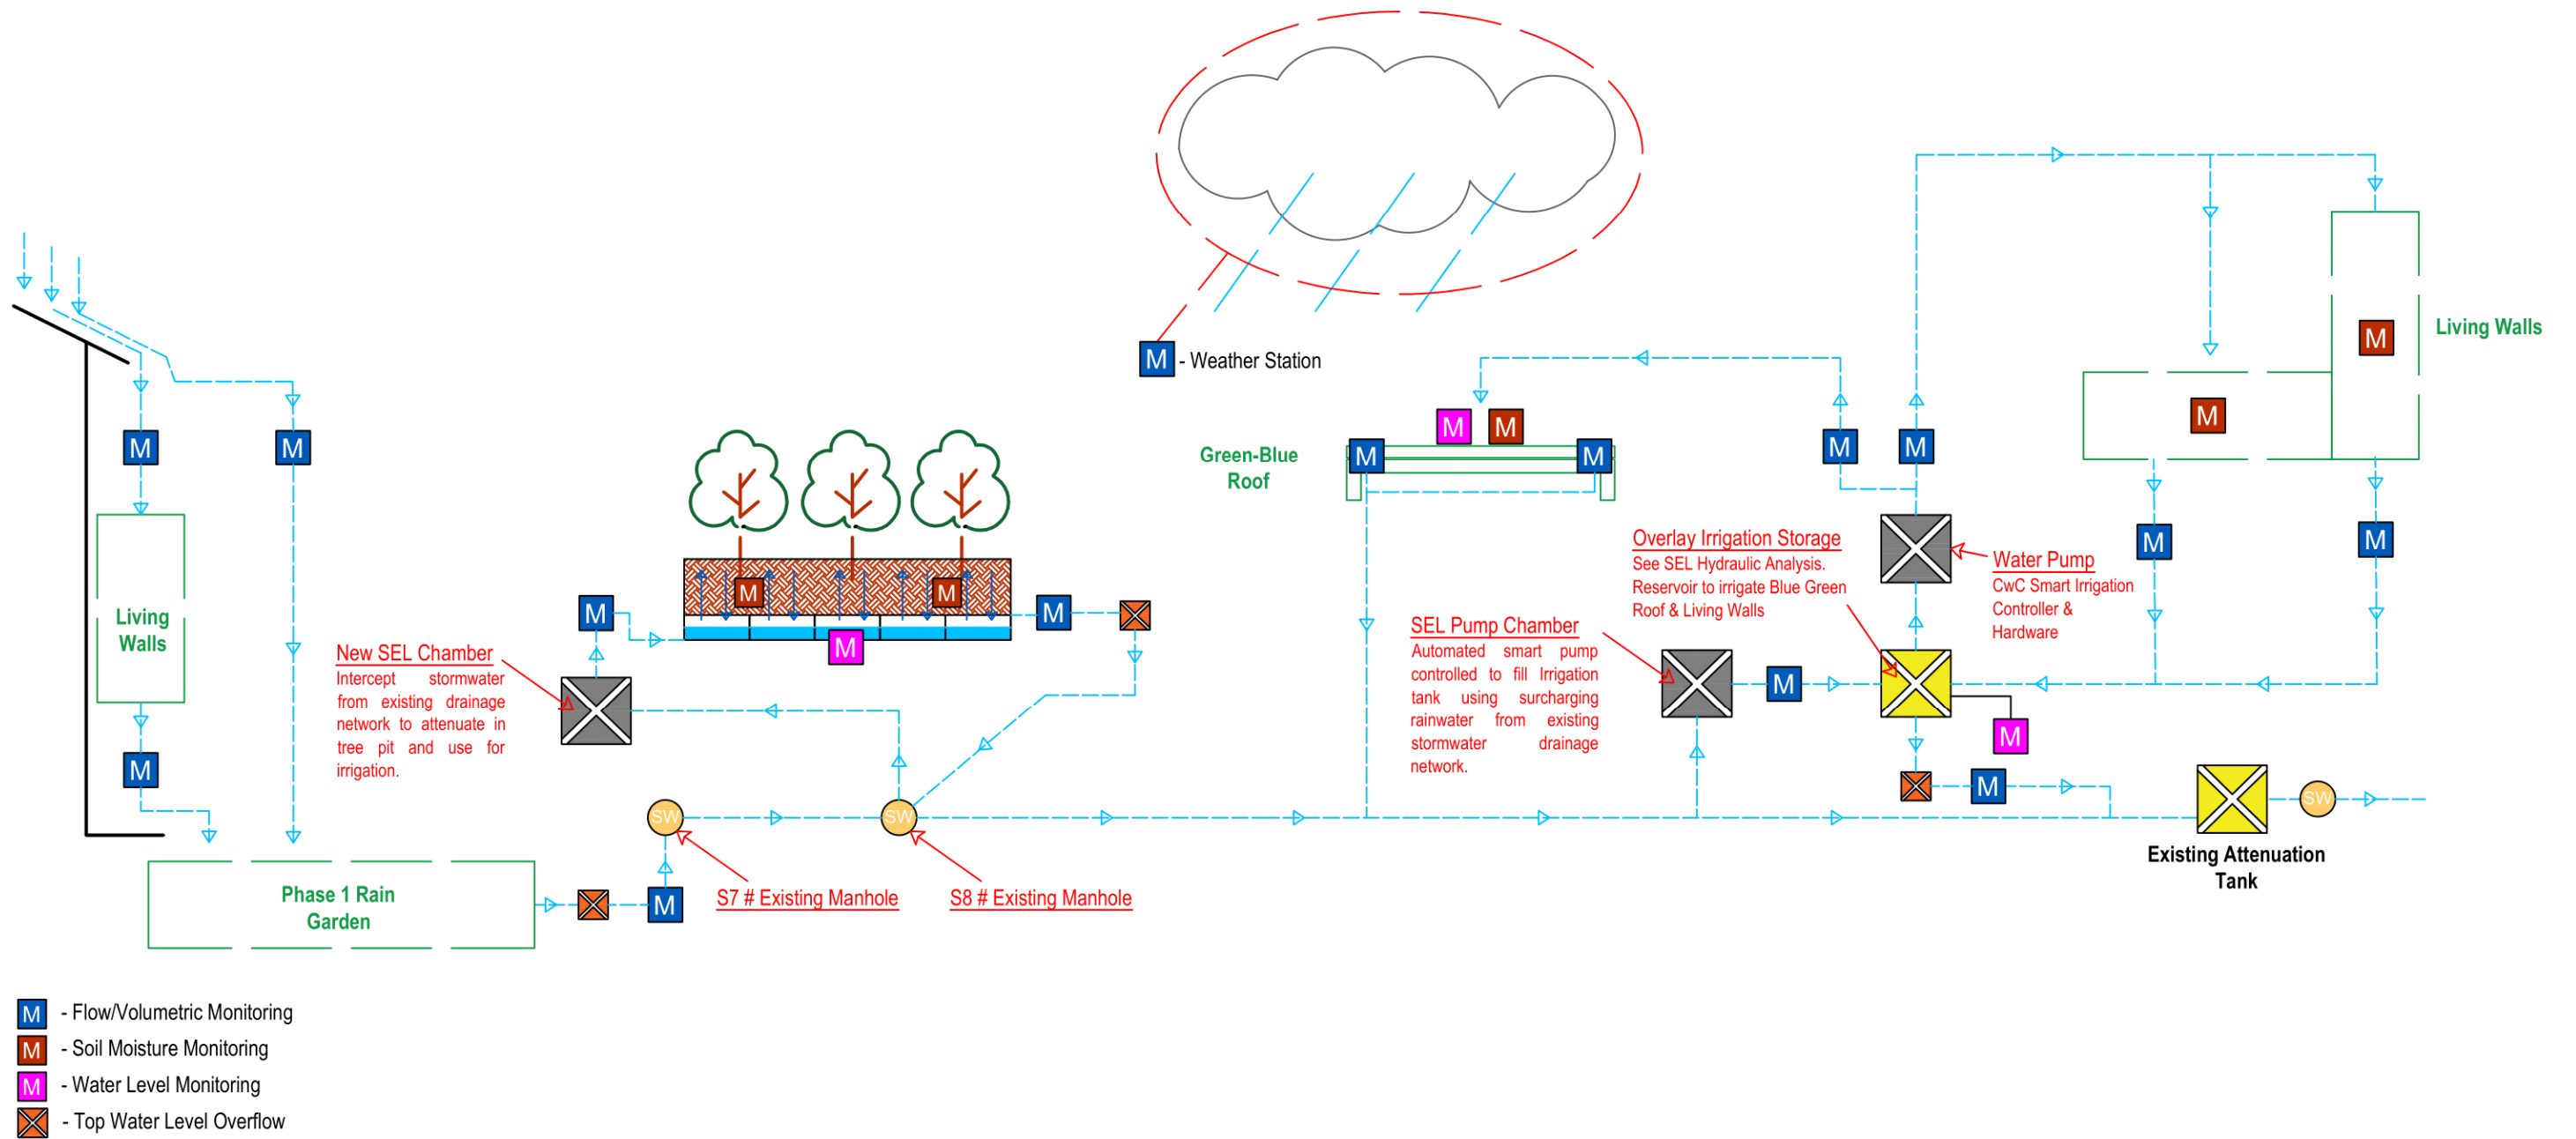 M - Weather Station
Living Walls
M
M
M
M
M
M
M
M
M
Green-Blue
Roof
M
M
M
M
Overlay Irrigation Storage
See SEL Hydraulic Analysis.
Reservoir to irrigate Blue Green
Roof & Living Walls
Water Pump
CwC Smart Irrigation
Controller &
Hardware
M
M
M
M
M
M
Living
Walls
M
New SEL Chamber
Intercept stormwater
from existing drainage
network to attenuate in
tree pit and use for
irrigation.
SEL Pump Chamber
Automated smart pump
controlled to fill Irrigation
tank using surcharging
rainwater from existing
stormwater drainage
network.
M
M
M
M
SW
SW
SW
Existing Attenuation
Tank
Phase 1 Rain
Garden
M
S7 # Existing Manhole
S8 # Existing Manhole
M - Flow/Volumetric Monitoring
M - Soil Moisture Monitoring
M - Water Level Monitoring
- Top Water Level Overflow